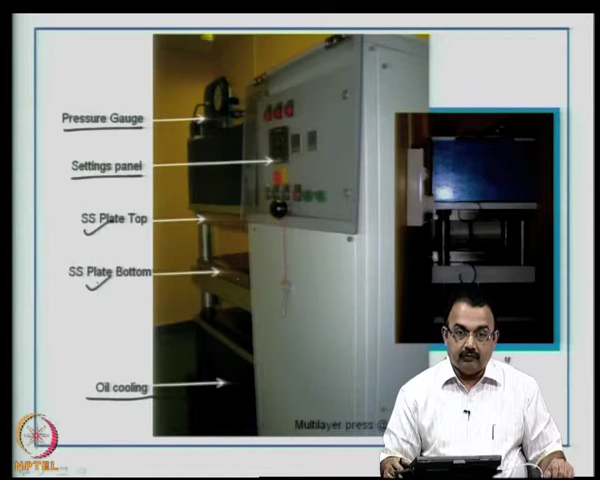 Pressure Gauge
Settings panel
SS Plate Top
SS Plate Bottom
Oil cooling
Multilayer press @
NPTEL